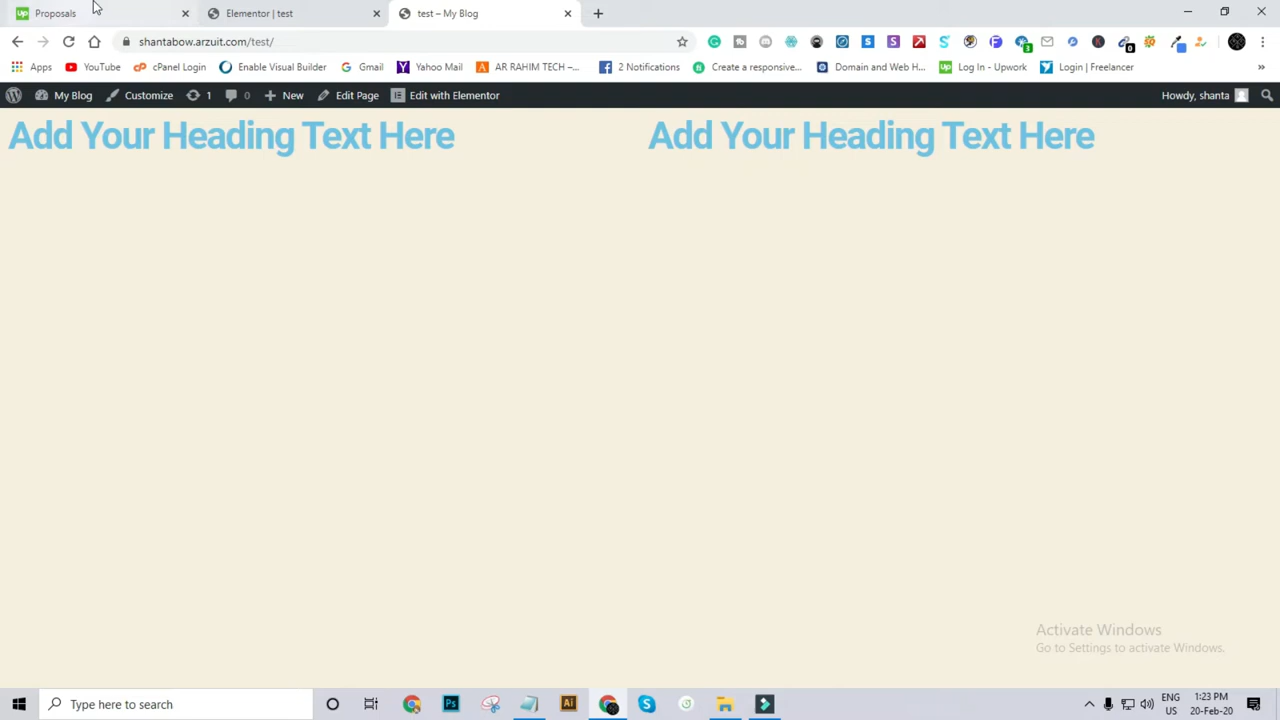 Proposals
Elementor | test
test – My Blog
shantabow.arzuit.com/test/
Apps
YouTube
cPanel Login
Enable Visual Builder
Gmail
Yahoo Mail
AR RAHIM TECH –...
2 Notifications
Create a responsive...
Domain and Web H...
Log In - Upwork
Login | Freelancer
»
My Blog
Customize
1
0
New
Edit Page
Edit with Elementor
Howdy, shanta
Add Your Heading Text Here
Add Your Heading Text Here
Activate Windows
Go to Settings to activate Windows.
Type here to search
ENG
US
1:23 PM
20-Feb-20